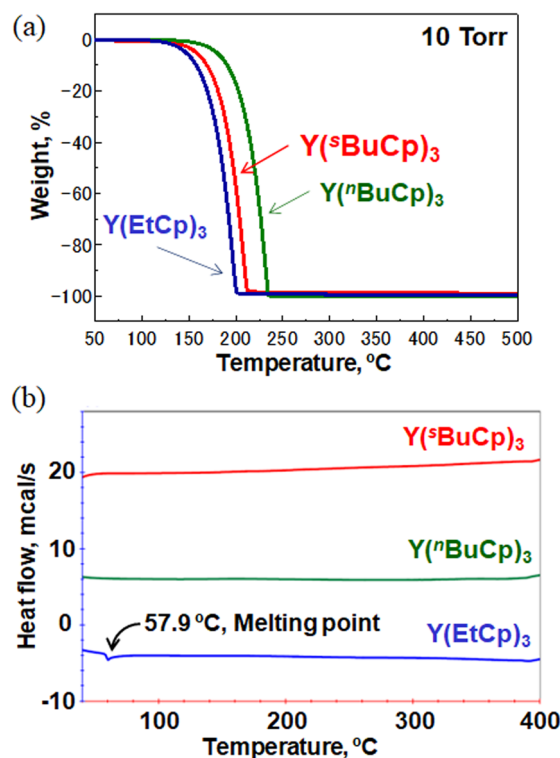 (a)
10 Torr
0
−20
−40
−60
−80
−100
Weight, %
Y(ˢBuCp)₃
Y(ⁿBuCp)₃
Y(EtCp)₃
50 100 150 200 250 300 350 400 450 500
Temperature, ºC
(b)
Y(ˢBuCp)₃
20
10
Y(ⁿBuCp)₃
0
57.9 ºC, Melting point
Y(EtCp)₃
-10
Heat flow, mcal/s
100 200 300 400
Temperature, ºC